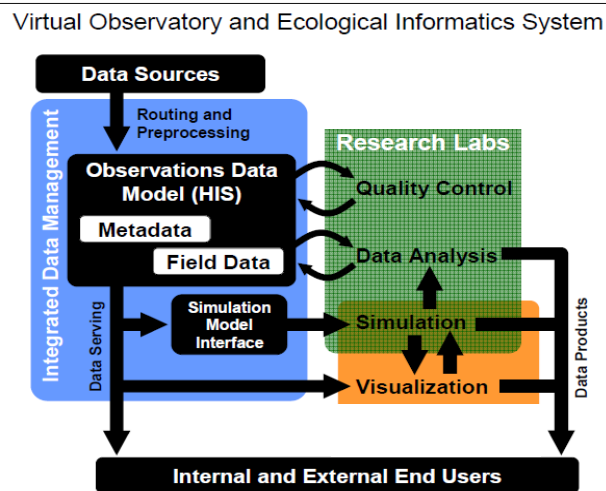 Virtual Observatory and Ecological Informatics System
Data Sources
Integrated Data Management
Routing and
Preprocessing
Observations Data
Model (HIS)
Metadata
Field Data
Research Labs
Quality Control
Data Analysis
Simulation
Model
Interface
Simulation
Visualization
Data Serving
Data Products
Internal and External End Users